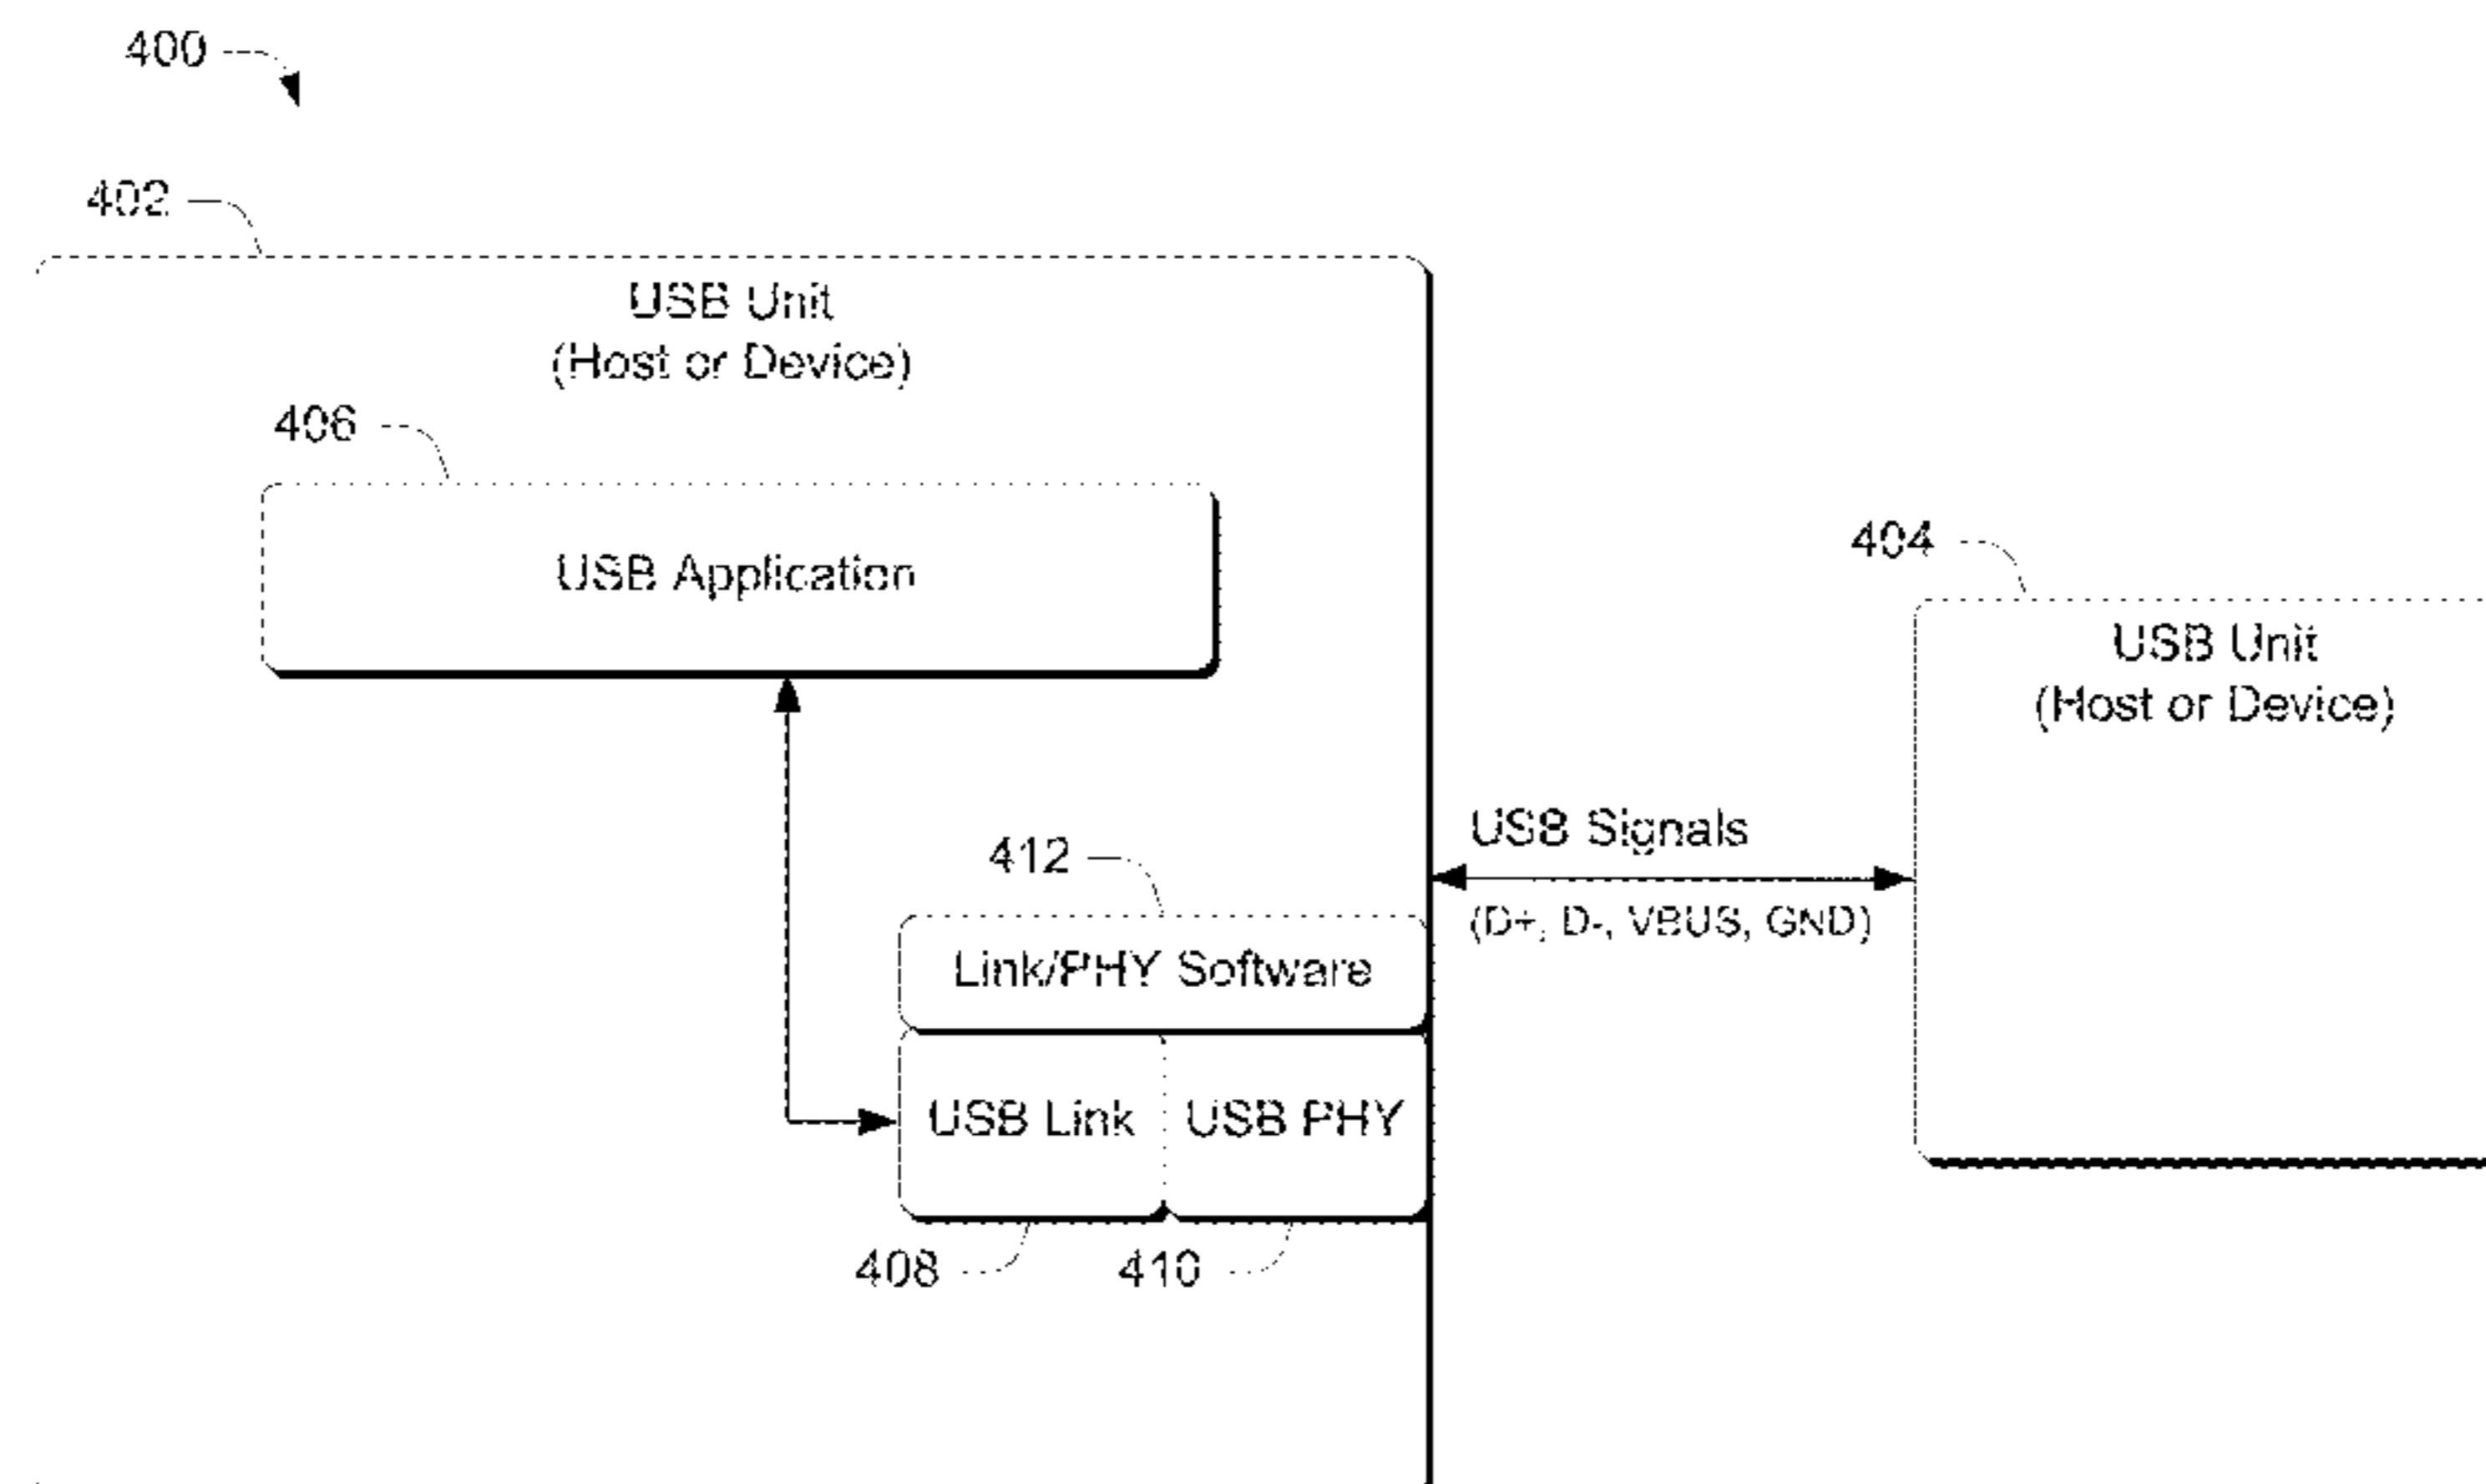 400
402
USB Unit
(Host or Device)
406
USB Application
404
USB Unit
(Host or Device)
USB Signals
412
(D+, D-, VBUS, GND)
Link/PHY Software
USB Link
USB PHY
408
410